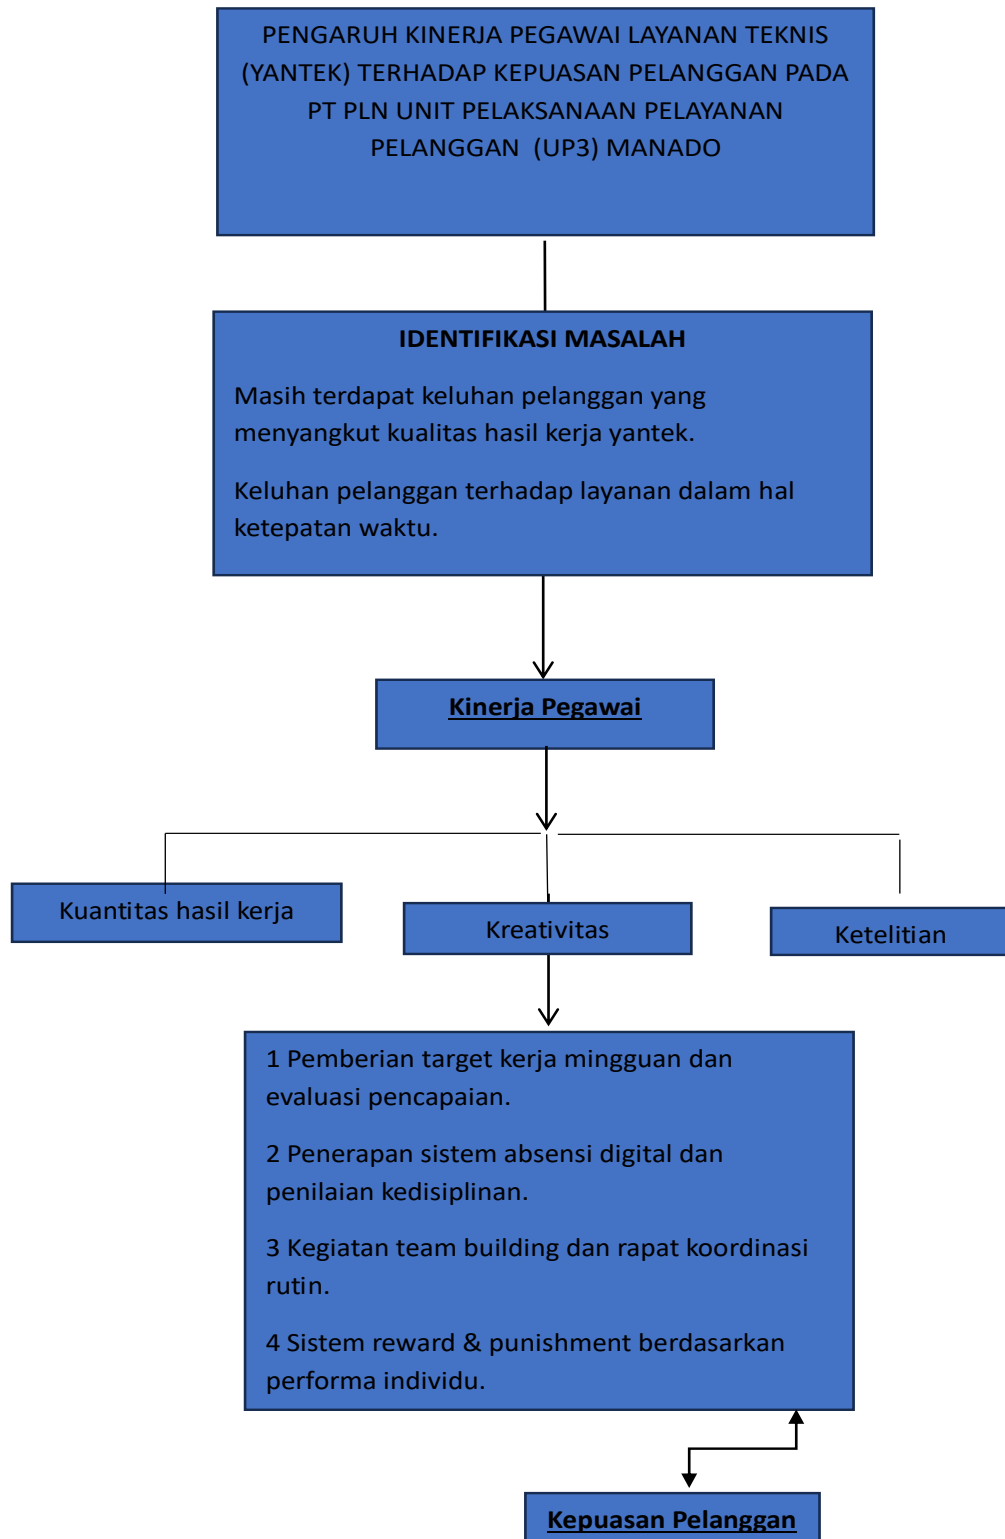 PENGARUH KINERJA PEGAWAI LAYANAN TEKNIS
(YANTEK) TERHADAP KEPUASAN PELANGGAN PADA
PT PLN UNIT PELAKSANAAN PELAYANAN
PELANGGAN (UP3) MANADO
IDENTIFIKASI MASALAH
Masih terdapat keluhan pelanggan yang
menyangkut kualitas hasil kerja yantek.
Keluhan pelanggan terhadap layanan dalam hal
ketepatan waktu.
Kinerja Pegawai
Kuantitas hasil kerja
Kreativitas
Ketelitian
1 Pemberian target kerja mingguan dan
evaluasi pencapaian.
2 Penerapan sistem absensi digital dan
penilaian kedisiplinan.
3 Kegiatan team building dan rapat koordinasi
rutin.
4 Sistem reward & punishment berdasarkan
performa individu.
Kepuasan Pelanggan